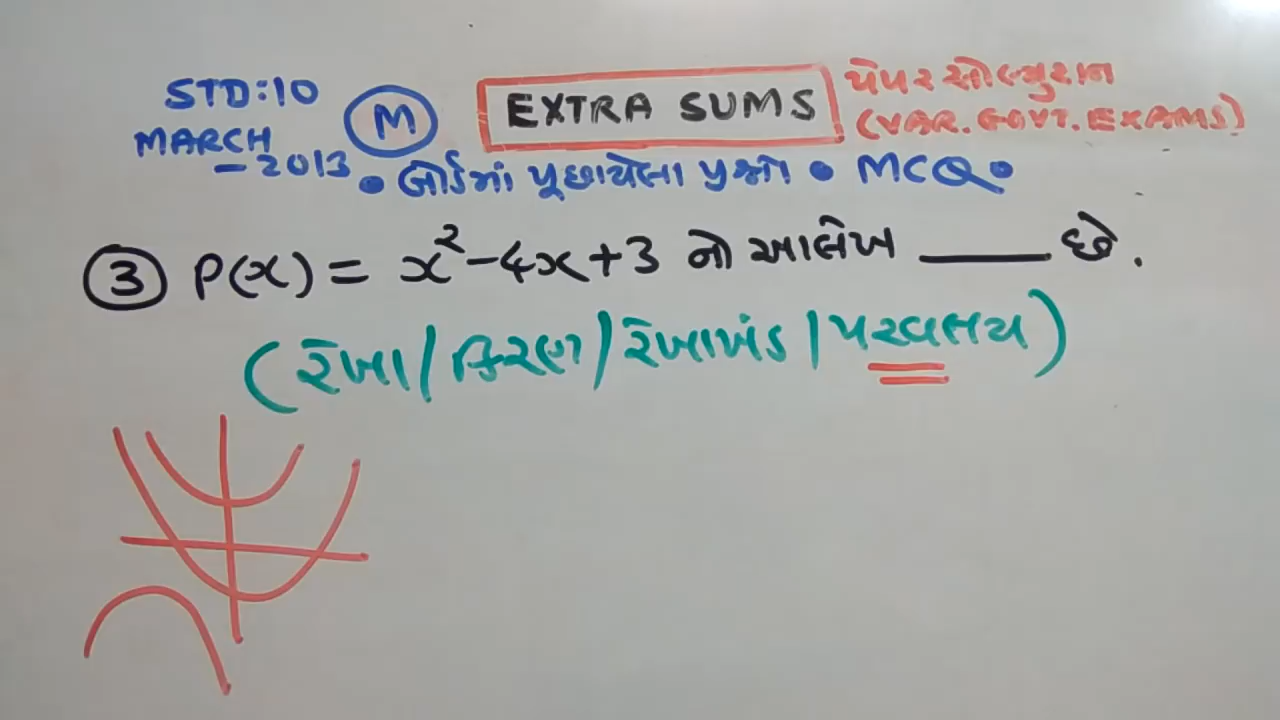 STD:10
MARCH
-2013
M
EXTRA SUMS
પેપર સોલ્યુશન
(VAR. GOVT. EXAMS)
• બોર્ડમાં પૂછાયેલા પ્રશ્નો • MCQ •
3 P(x) = x² - 4x + 3 નો આલેખ _____ છે.
(રેખા / કિરણ / રેખાખંડ / પરવલય)